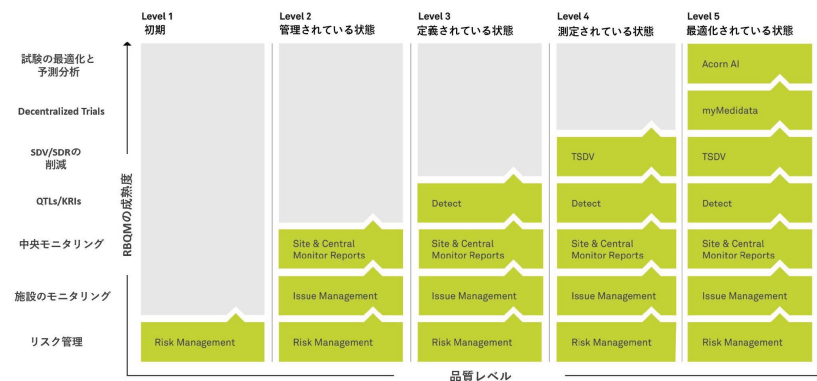 Level 1
初期
Level 2
管理されている状態
Level 3
定義されている状態
Level 4
測定されている状態
Level 5
最適化されている状態
試験の最適化と
予測分析
Acorn AI
Decentralized Trials
myMedidata
SDV/SDRの
削減
TSDV
TSDV
QTLs/KRIs
Detect
Detect
Detect
中央モニタリング
Site & Central
Monitor Reports
Site & Central
Monitor Reports
Site & Central
Monitor Reports
Site & Central
Monitor Reports
施設のモニタリング
Issue Management
Issue Management
Issue Management
Issue Management
リスク管理
Risk Management
Risk Management
Risk Management
Risk Management
Risk Management
RBQMの成熟度
品質レベル